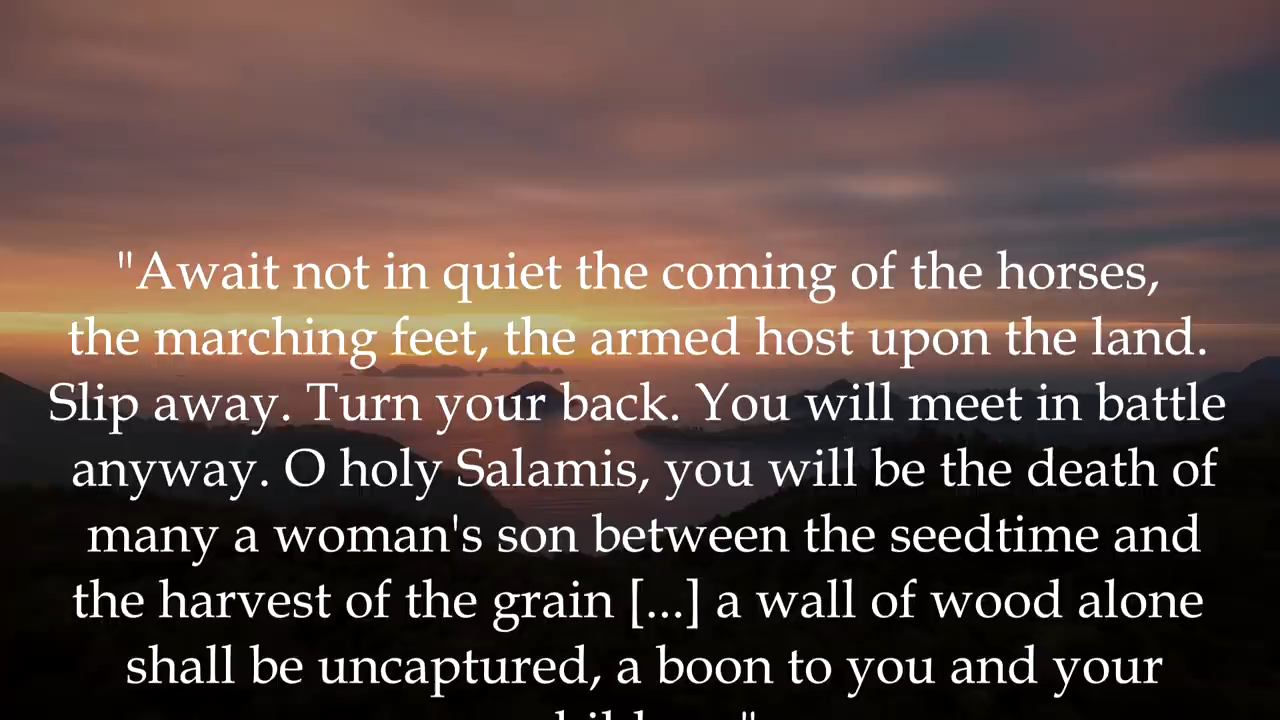 "Await not in quiet the coming of the horses,
the marching feet, the armed host upon the land.
Slip away. Turn your back. You will meet in battle
anyway. O holy Salamis, you will be the death of
many a woman's son between the seedtime and
the harvest of the grain [...] a wall of wood alone
shall be uncaptured, a boon to you and your